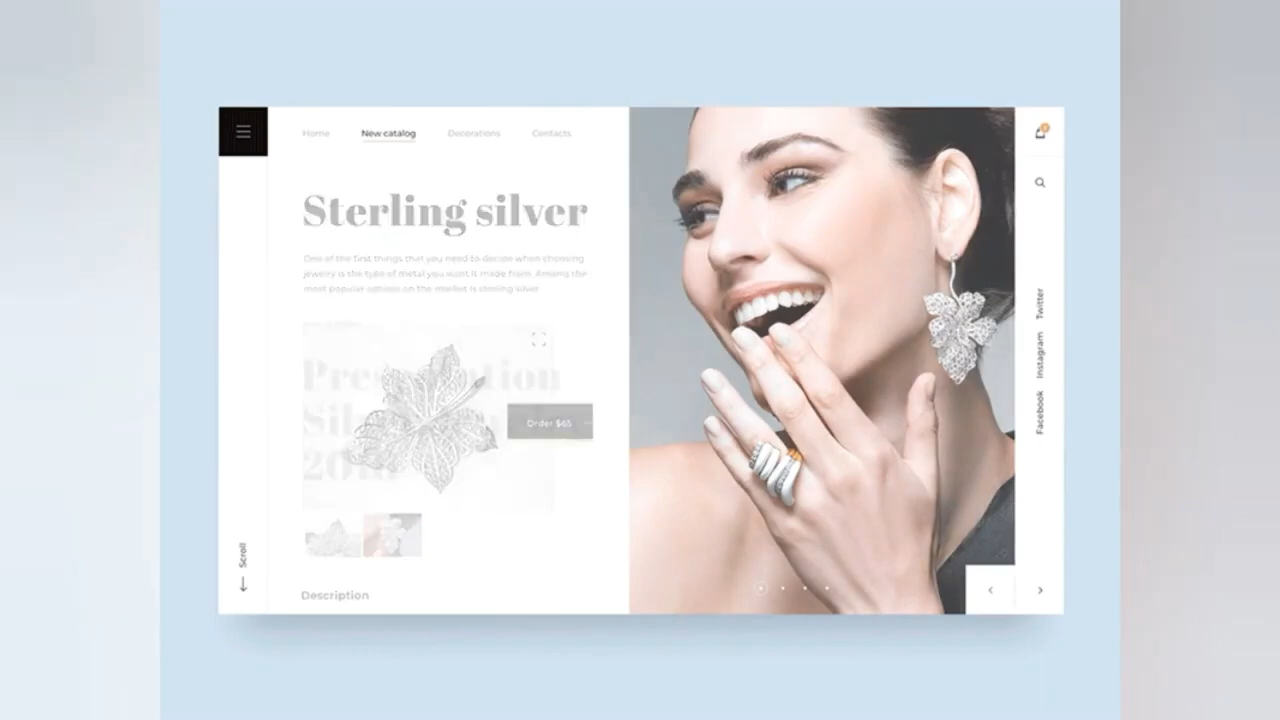 Home New catalog Decorations Contacts
Sterling silver
One of the first things that you need to decide when choosing
jewelry is the type of metal you want it made from. Among the
most popular options on the market is sterling silver
Order $65
Description
Scroll
Twitter
Instagram
Facebook